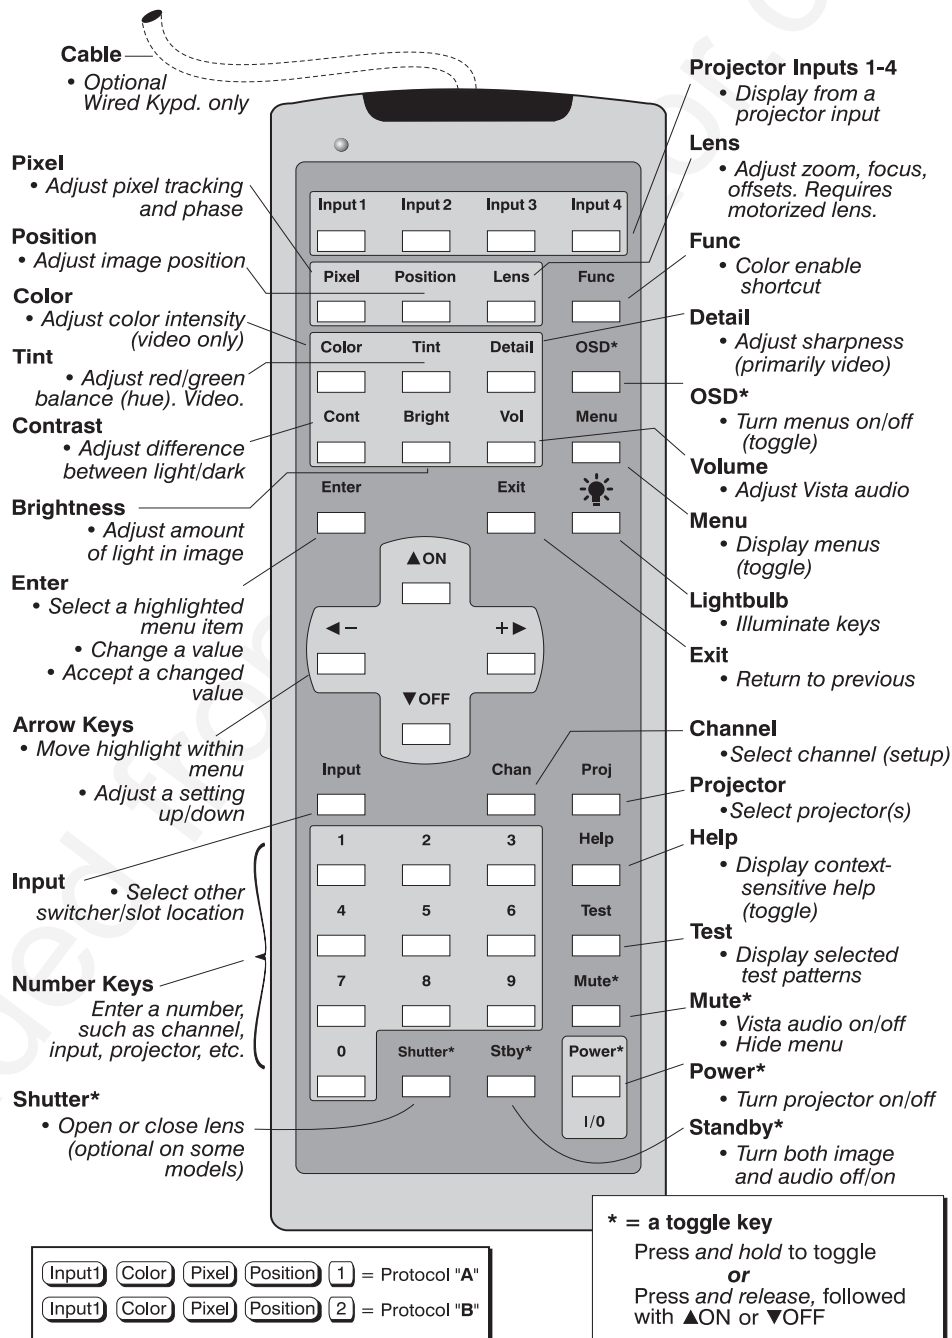 Cable
• Optional
Wired Kypd. only
Pixel
• Adjust pixel tracking
and phase
Position
• Adjust image position
Color
• Adjust color intensity
(video only)
Tint
• Adjust red/green
balance (hue). Video.
Contrast
• Adjust difference
between light/dark
Brightness
• Adjust amount
of light in image
Enter
• Select a highlighted
menu item
• Change a value
• Accept a changed
value
Arrow Keys
• Move highlight within
menu
• Adjust a setting
up/down
Input
• Select other
switcher/slot location
Number Keys
Enter a number,
such as channel,
input, projector, etc.
Shutter*
• Open or close lens
(optional on some
models)
Input 1 Input 2 Input 3 Input 4
Pixel Position Lens Func
Color Tint Detail OSD*
Cont Bright Vol Menu
Enter Exit
▲ON
◀− +▶
▼OFF
Input Chan Proj
1 2 3 Help
4 5 6 Test
7 8 9 Mute*
0 Shutter* Stby* Power*
I/0
Projector Inputs 1-4
• Display from a
projector input
Lens
• Adjust zoom, focus,
offsets. Requires
motorized lens.
Func
• Color enable
shortcut
Detail
• Adjust sharpness
(primarily video)
OSD*
• Turn menus on/off
(toggle)
Volume
• Adjust Vista audio
Menu
• Display menus
(toggle)
Lightbulb
• Illuminate keys
Exit
• Return to previous
Channel
•Select channel (setup)
Projector
•Select projector(s)
Help
• Display context-
sensitive help
(toggle)
Test
• Display selected
test patterns
Mute*
• Vista audio on/off
• Hide menu
Power*
• Turn projector on/off
Standby*
• Turn both image
and audio off/on
Input1 Color Pixel Position 1 = Protocol "A"
Input1 Color Pixel Position 2 = Protocol "B"
* = a toggle key
Press and hold to toggle
or
Press and release, followed
with ▲ON or ▼OFF